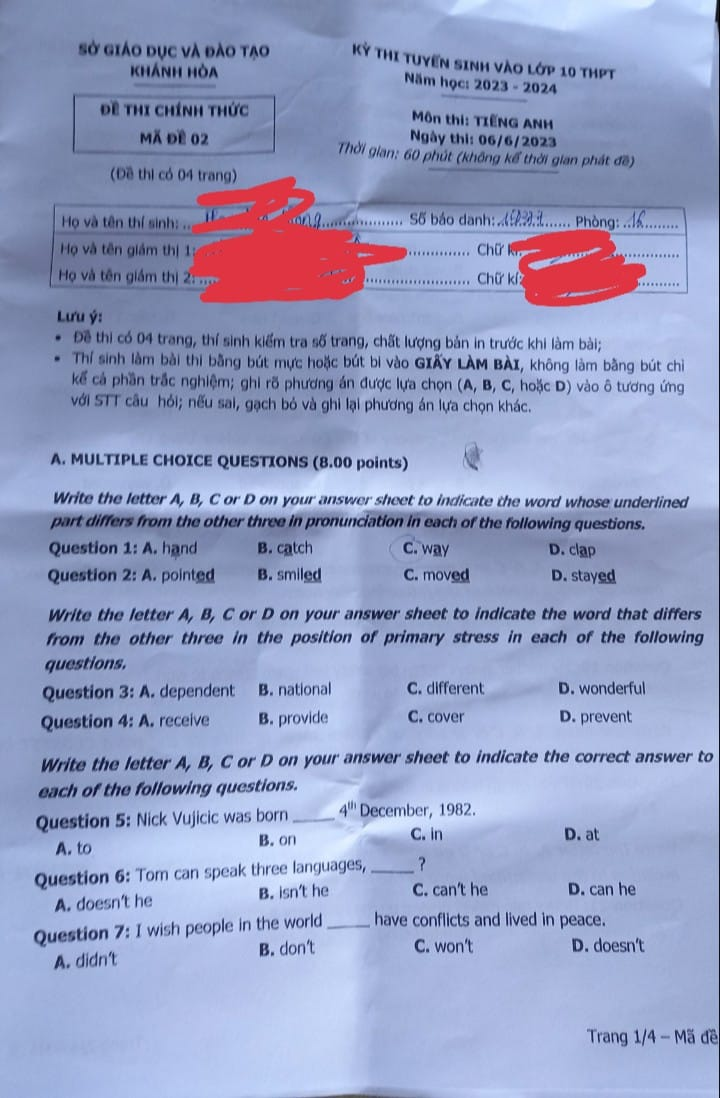 SỞ GIÁO DỤC VÀ ĐÀO TẠO
KHÁNH HÒA
KỲ THI TUYỂN SINH VÀO LỚP 10 THPT
Năm học: 2023 - 2024
ĐỀ THI CHÍNH THỨC
MÃ ĐỀ 02
Môn thi: TIẾNG ANH
Ngày thi: 06/6/2023
Thời gian: 60 phút (không kể thời gian phát đề)
(Đề thi có 04 trang)
Họ và tên thí sinh: Số báo danh: Phòng: 16
Họ và tên giám thị 1: Chữ kí:
Họ và tên giám thị 2: Chữ kí:
Lưu ý:
• Đề thi có 04 trang, thí sinh kiểm tra số trang, chất lượng bản in trước khi làm bài;
• Thí sinh làm bài thi bằng bút mực hoặc bút bi vào GIẤY LÀM BÀI, không làm bằng bút chì
kể cả phần trắc nghiệm; ghi rõ phương án được lựa chọn (A, B, C, hoặc D) vào ô tương ứng
với STT câu hỏi; nếu sai, gạch bỏ và ghi lại phương án lựa chọn khác.
A. MULTIPLE CHOICE QUESTIONS (8.00 points)
Write the letter A, B, C or D on your answer sheet to indicate the word whose underlined
part differs from the other three in pronunciation in each of the following questions.
Question 1: A. hand B. catch C. way D. clap
Question 2: A. pointed B. smiled C. moved D. stayed
Write the letter A, B, C or D on your answer sheet to indicate the word that differs
from the other three in the position of primary stress in each of the following
questions.
Question 3: A. dependent B. national C. different D. wonderful
Question 4: A. receive B. provide C. cover D. prevent
Write the letter A, B, C or D on your answer sheet to indicate the correct answer to
each of the following questions.
Question 5: Nick Vujicic was born _____ 4th December, 1982.
A. to B. on C. in D. at
Question 6: Tom can speak three languages, _____ ?
A. doesn't he B. isn't he C. can't he D. can he
Question 7: I wish people in the world _____ have conflicts and lived in peace.
A. didn't B. don't C. won't D. doesn't
Trang 1/4 – Mã đề